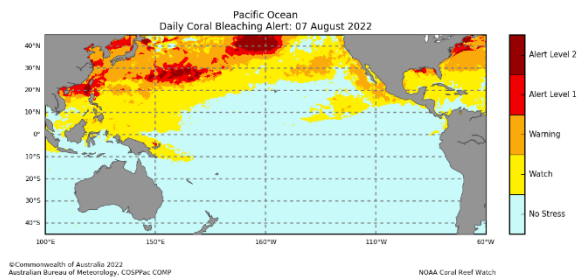 Pacific Ocean
Daily Coral Bleaching Alert: 07 August 2022
40°N
30°N
20°N
10°N
0°
10°S
20°S
30°S
40°S
100°E
150°E
160°W
110°W
60°W
Alert Level 2
Alert Level 1
Warning
Watch
No Stress
©Commonwealth of Australia 2022
Australian Bureau of Meteorology, COSPPac COMP
NOAA Coral Reef Watch